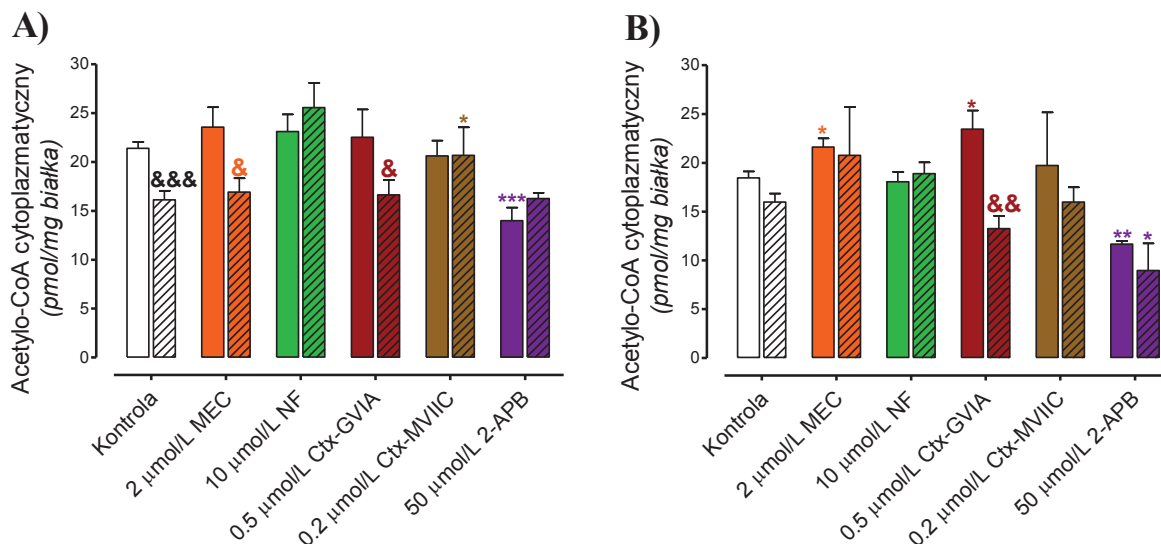 A)
Acetylo-CoA cytoplazmatyczny
(pmol/mg białka)
30
25
20
15
10
5
0
&&&
&
&
*
***
Kontrola
2 µmol/L MEC
10 µmol/L NF
0.5 µmol/L Ctx-GVIA
0.2 µmol/L Ctx-MVIIC
50 µmol/L 2-APB
B)
Acetylo-CoA cytoplazmatyczny
(pmol/mg białka)
30
25
20
15
10
5
0
*
*
&&
**
*
Kontrola
2 µmol/L MEC
10 µmol/L NF
0.5 µmol/L Ctx-GVIA
0.2 µmol/L Ctx-MVIIC
50 µmol/L 2-APB